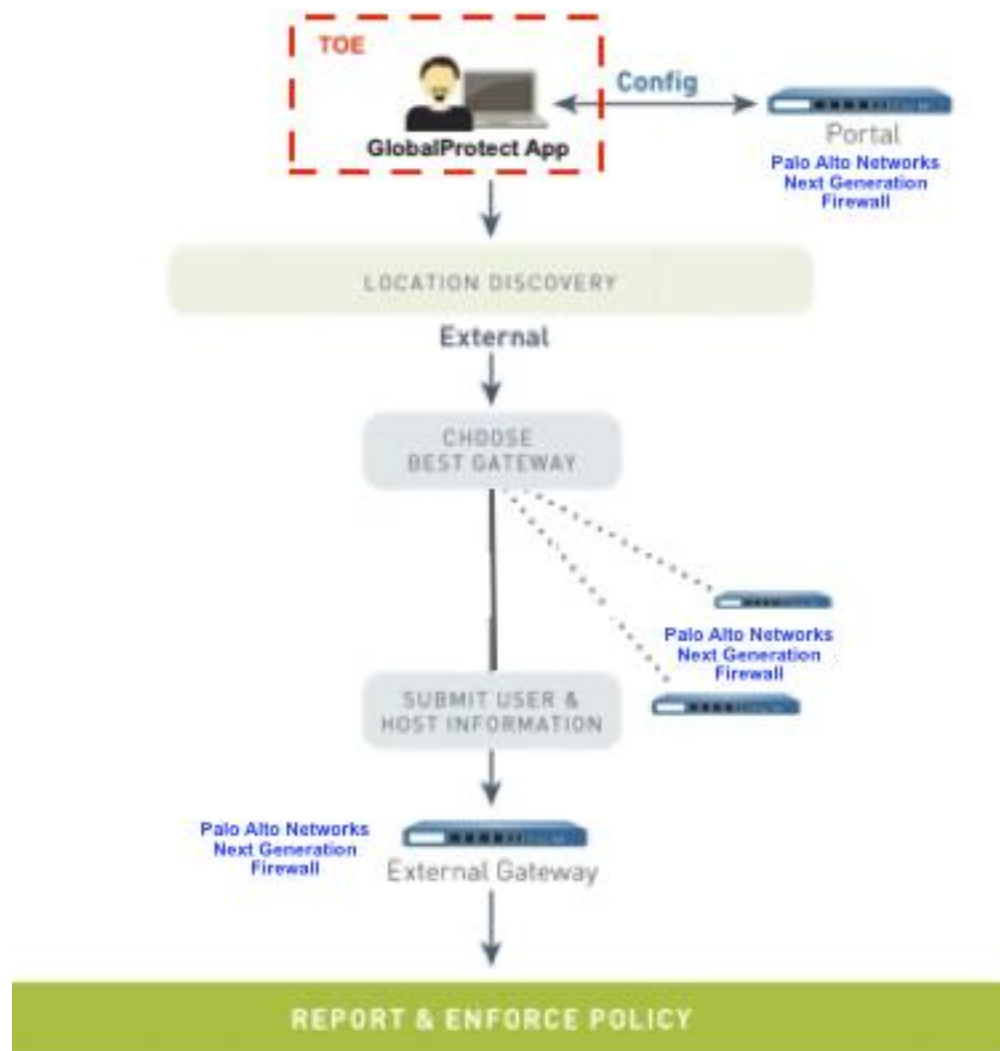 TOE
GlobalProtect App
Config
Portal
Palo Alto Networks
Next Generation
Firewall
LOCATION DISCOVERY
External
CHOOSE
BEST GATEWAY
Palo Alto Networks
Next Generation
Firewall
SUBMIT USER &
HOST INFORMATION
Palo Alto Networks
Next Generation
Firewall
External Gateway
REPORT & ENFORCE POLICY